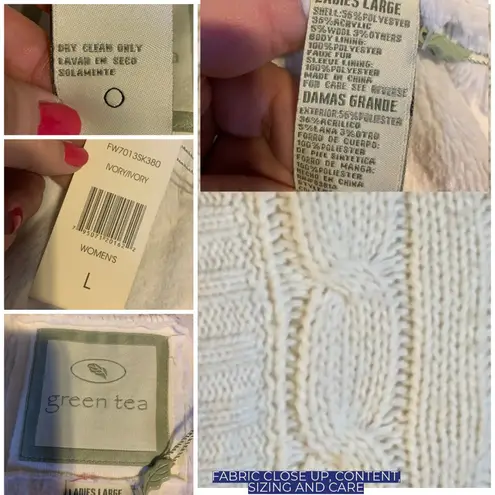 DRY CLEAN ONLY
LAVAR EN SECO
SOLAMENTE
LADIES LARGE
SHELL:56%POLYESTER
36%ACRYLIC
5%WOOL 3%OTHERS
BODY LINING:
100%POLYESTER
FAUX FUR
SLEEVE LINING:
100%POLYESTER
MADE IN CHINA
FOR CARE SEE REVERSE
DAMAS GRANDE
EXTERIOR:56%POLIESTER
36%ACRILICO
5%LANA 3%OTRO
FORRO DE CUERPO:
100%POLIESTER
DE PIEL SINTETICA
FORRO DE MANGA:
100%POLIESTER
HECHO EN CHINA
FW7013SK380
IVORY/IVORY
WOMEN'S
L
green tea
LADIES LARGE
FABRIC CLOSE UP, CONTENT,
SIZING AND CARE